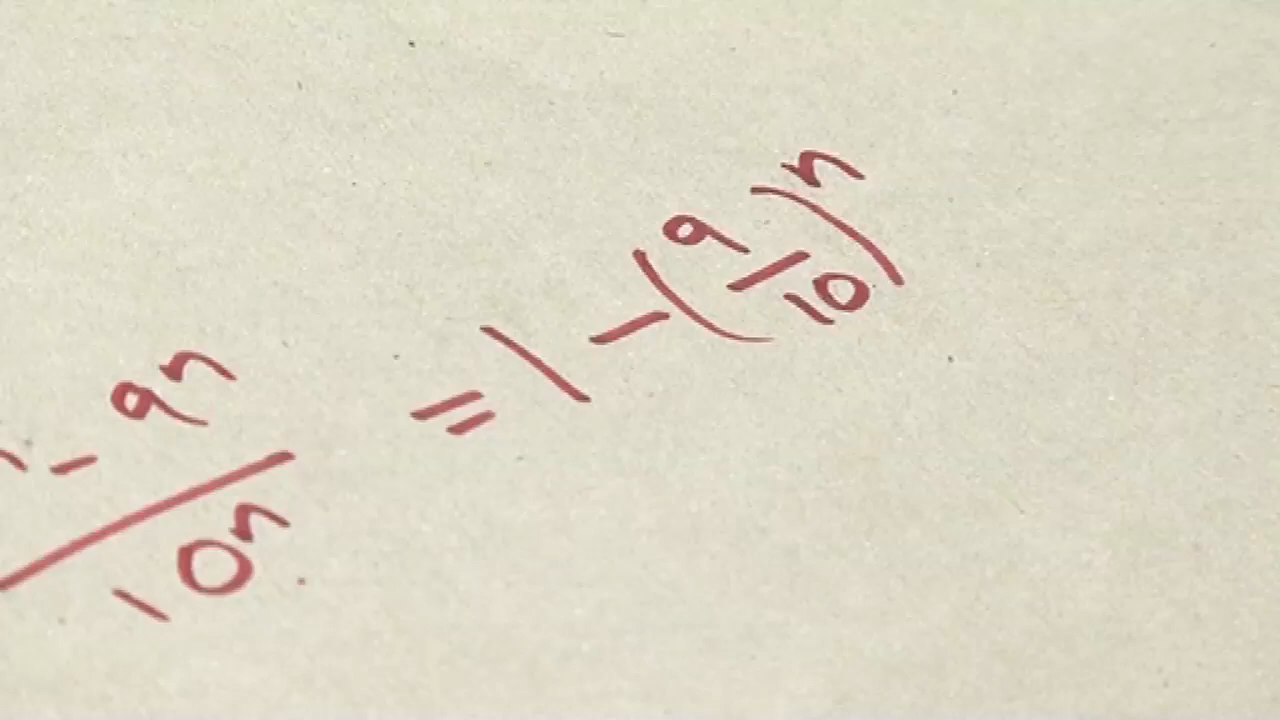 - 9ⁿ / 10ⁿ = 1 - (9/10)ⁿ